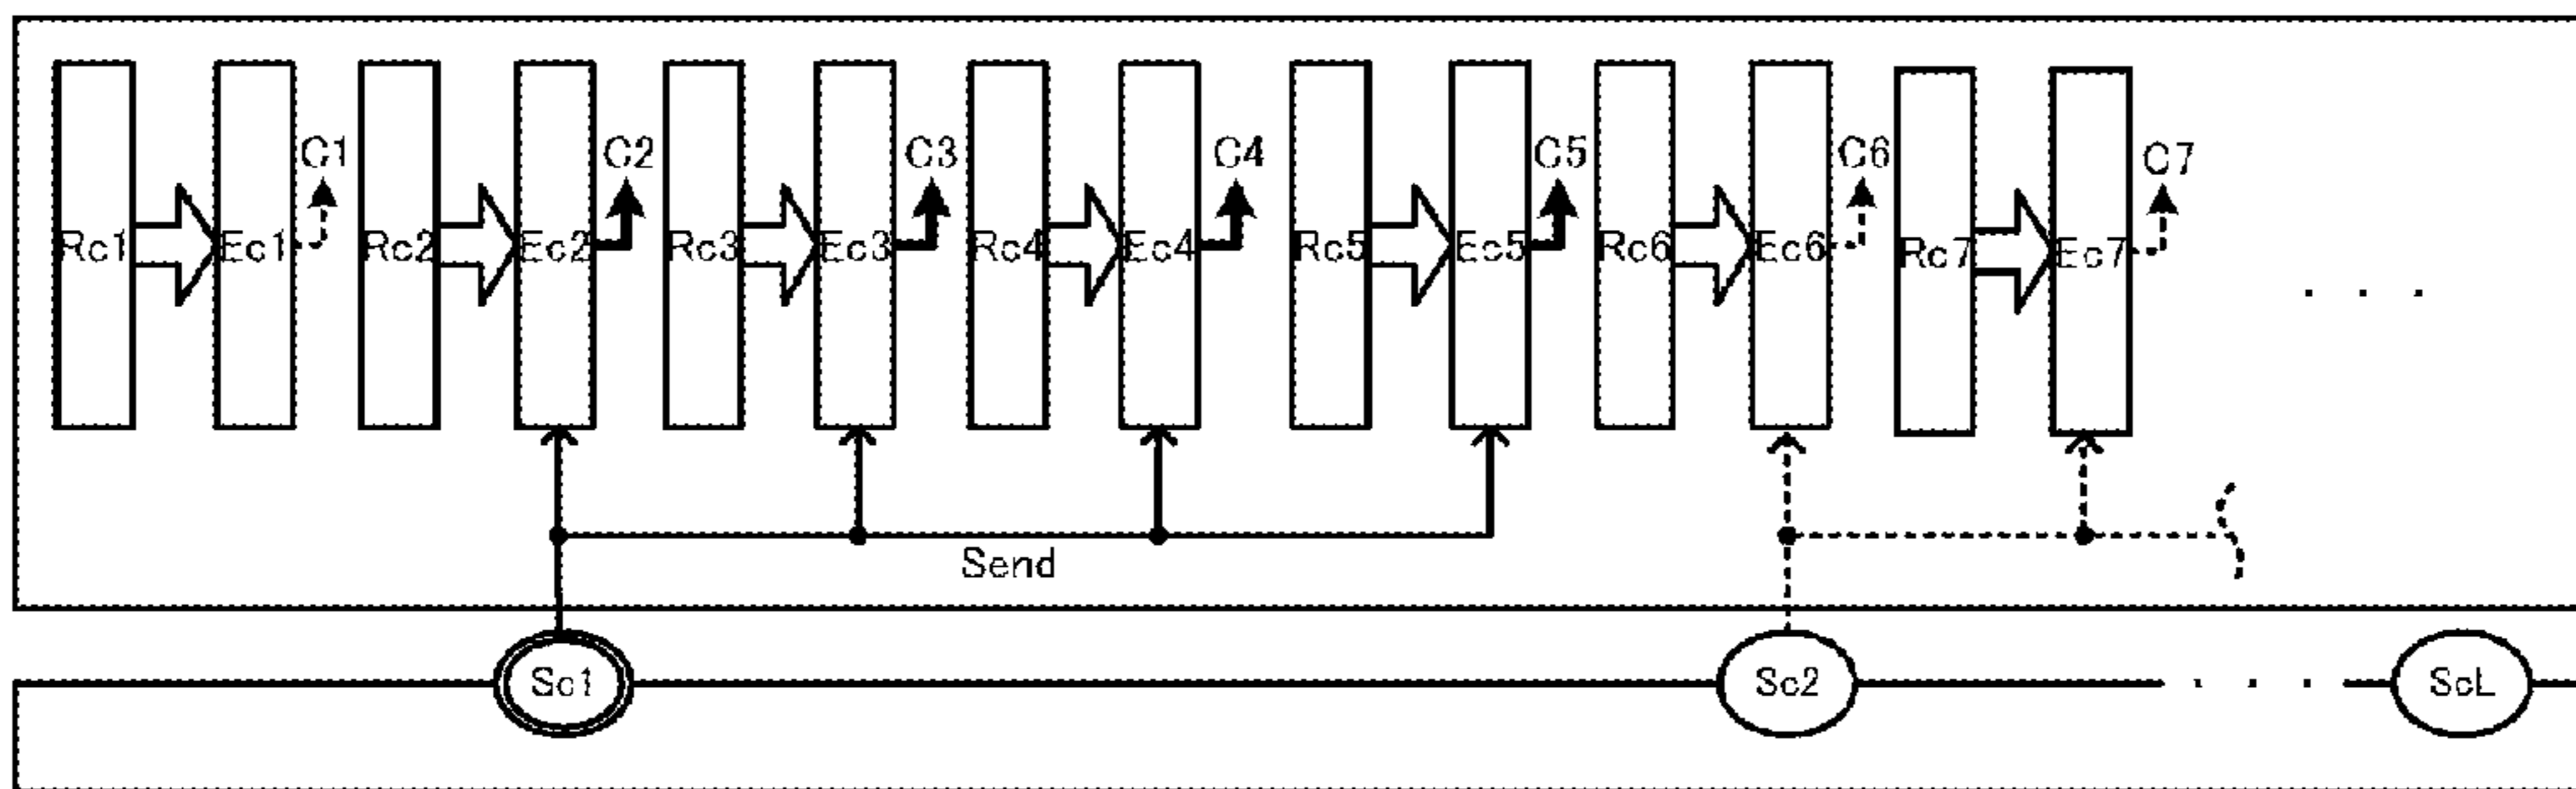 C1 C2 C3 C4 C5 C6 C7
Rc1 Ec1 Rc2 Ec2 Rc3 Ec3 Rc4 Ec4 Rc5 Ec5 Rc6 Ec6 Rc7 Ec7
. . .
Send
Sc1 Sc2 . . . ScL